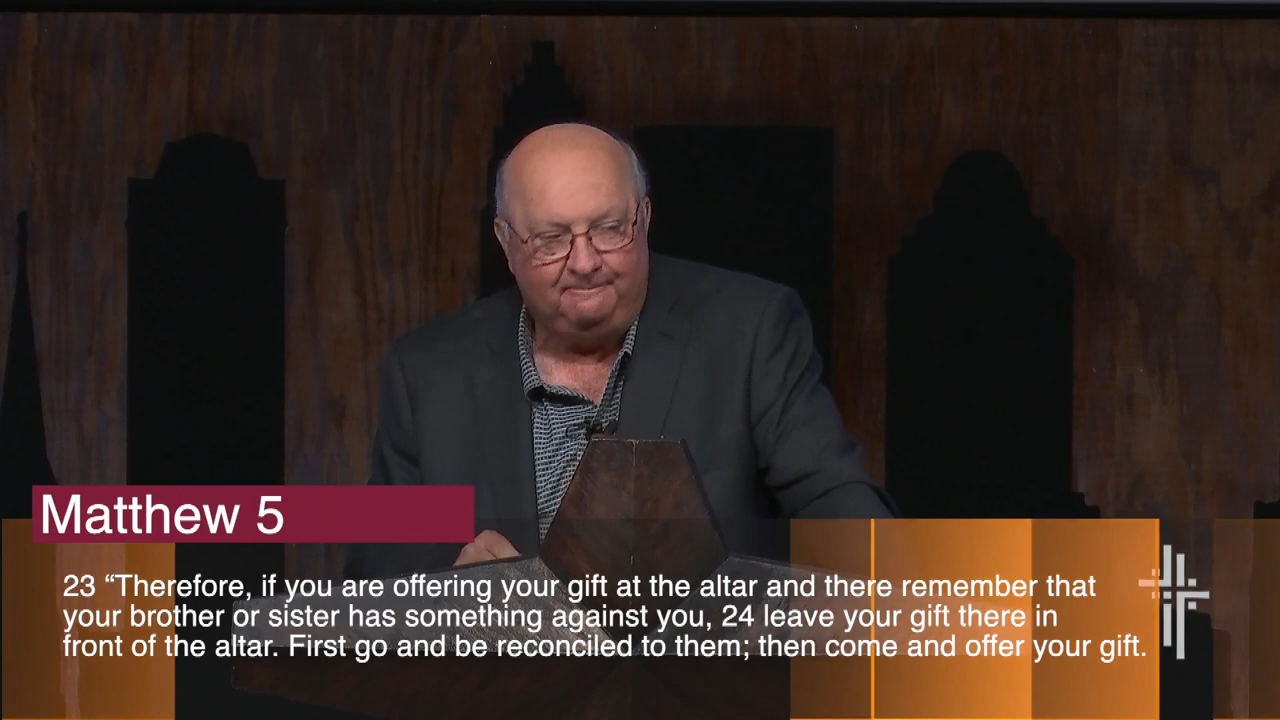 Matthew 5
23 “Therefore, if you are offering your gift at the altar and there remember that
your brother or sister has something against you, 24 leave your gift there in
front of the altar. First go and be reconciled to them; then come and offer your gift.